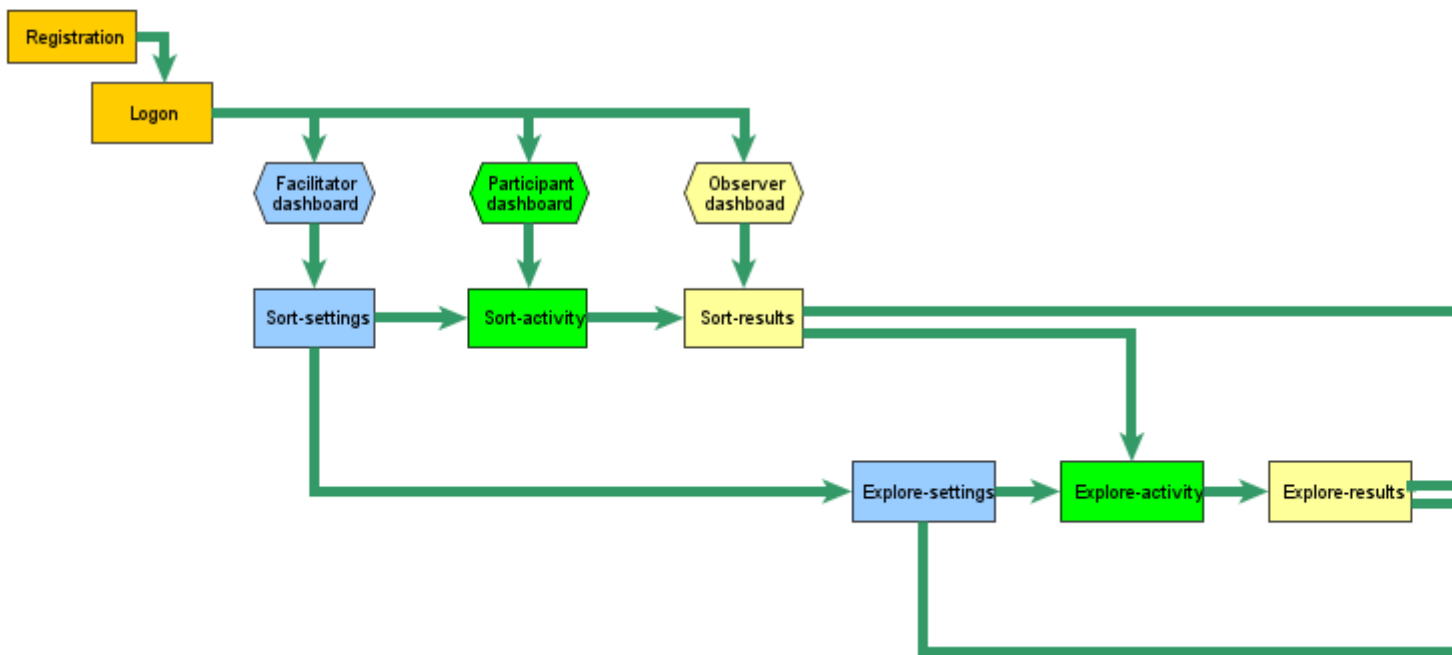 Registration
Logon
Facilitator
dashboard
Participant
dashboard
Observer
dashboad
Sort-settings
Sort-activity
Sort-results
Explore-settings
Explore-activity
Explore-results